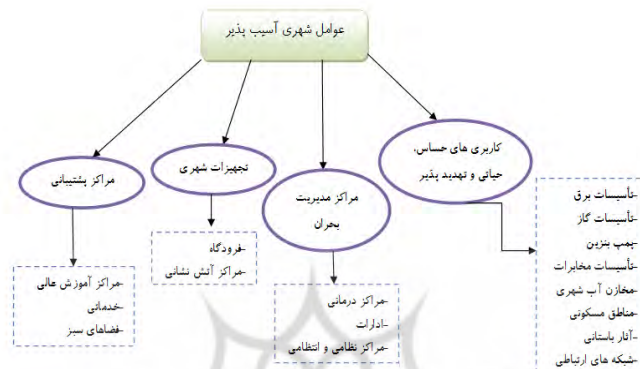 عوامل شهری آسیب پذیر
کاربری های حساس،
حیاتی و تهدید پذیر
مراکز مدیریت
بحران
تجهیزات شهری
مراکز پشتیبانی
-تأسیسات برق
-تأسیسات گاز
-پمپ بنزین
-تأسیسات مخابرات
-مخازن آب شهری
-مناطق مسکونی
-آثار باستانی
-شبکه های ارتباطی
-مراکز درمانی
-ادارات
-مراکز نظامی و انتظامی
-فرودگاه
-مراکز آتش نشانی
-مراکز آموزش عالی
-خدماتی
-فضاهای سبز